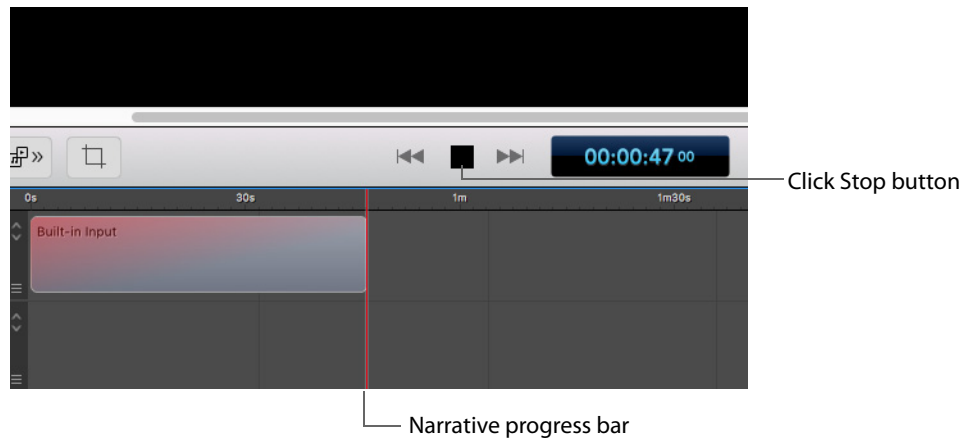 00:00:47 00
Click Stop button
0s 30s 1m 1m30s
Built-in Input
Narrative progress bar